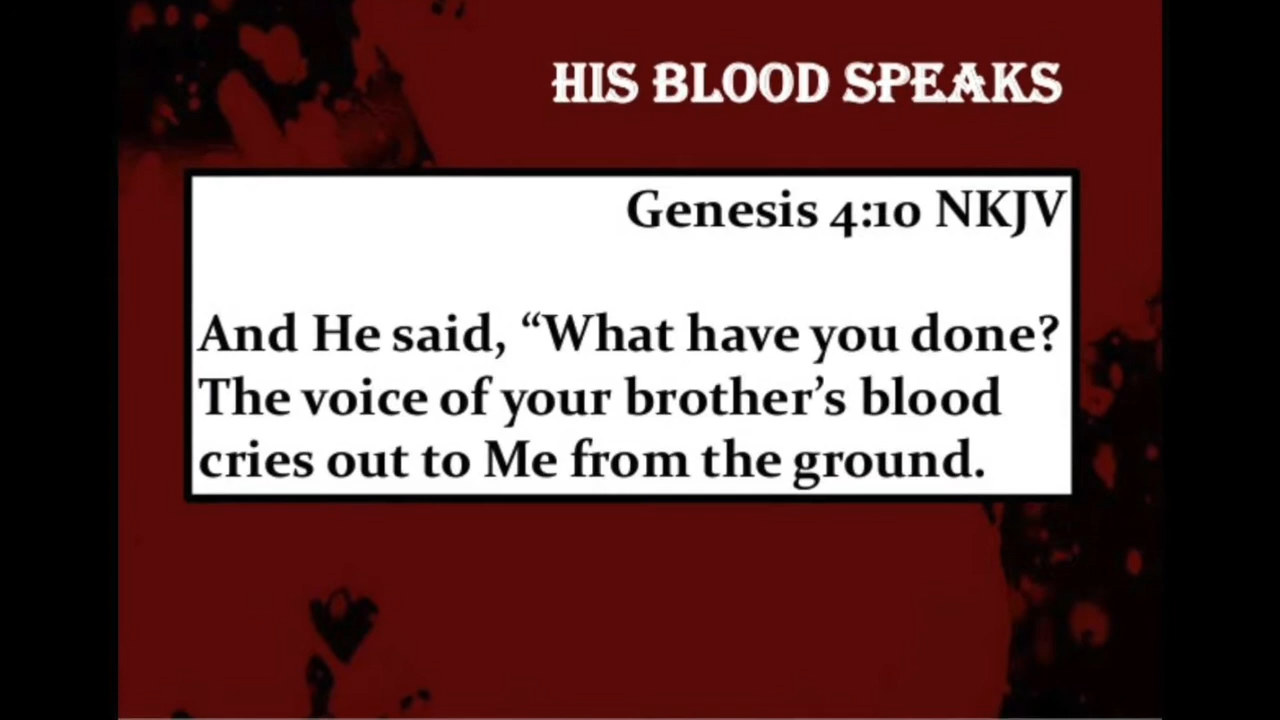 HIS BLOOD SPEAKS
Genesis 4:10 NKJV
And He said, “What have you done?
The voice of your brother’s blood
cries out to Me from the ground.